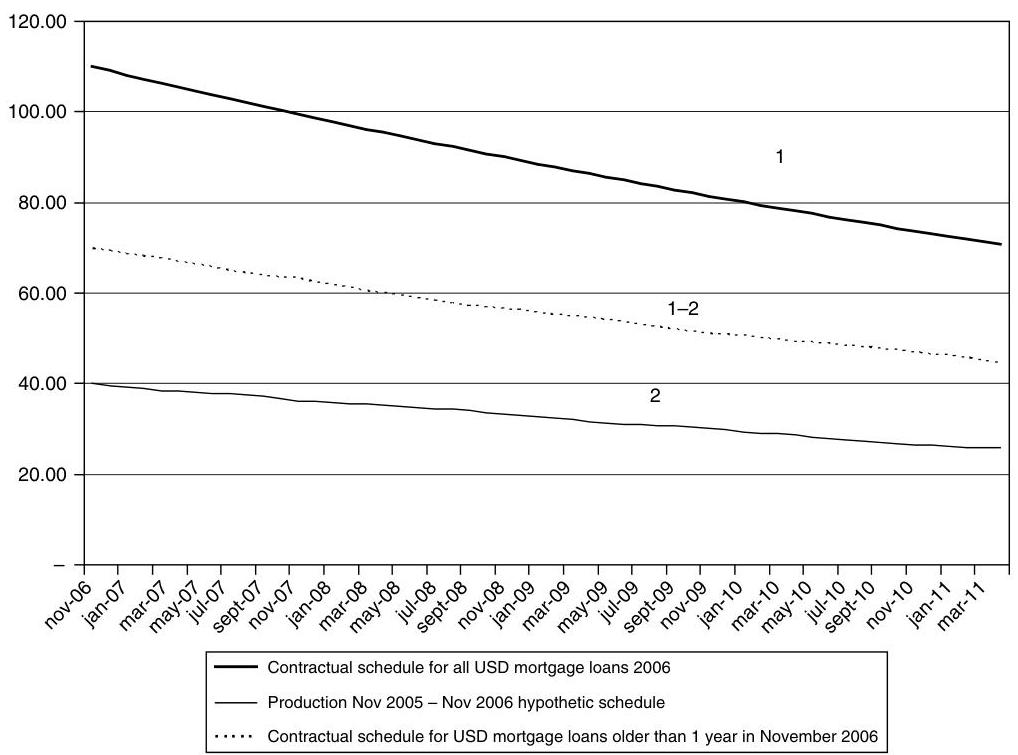 120.00
100.00
80.00
60.00
40.00
20.00
–
1
1–2
2
nov-06
jan-07
mar-07
may-07
jul-07
sept-07
nov-07
jan-08
mar-08
may-08
jul-08
sept-08
nov-08
jan-09
mar-09
may-09
jul-09
sept-09
nov-09
jan-10
mar-10
may-10
jul-10
sept-10
nov-10
jan-11
mar-11
Contractual schedule for all USD mortgage loans 2006
Production Nov 2005 – Nov 2006 hypothetic schedule
Contractual schedule for USD mortgage loans older than 1 year in November 2006